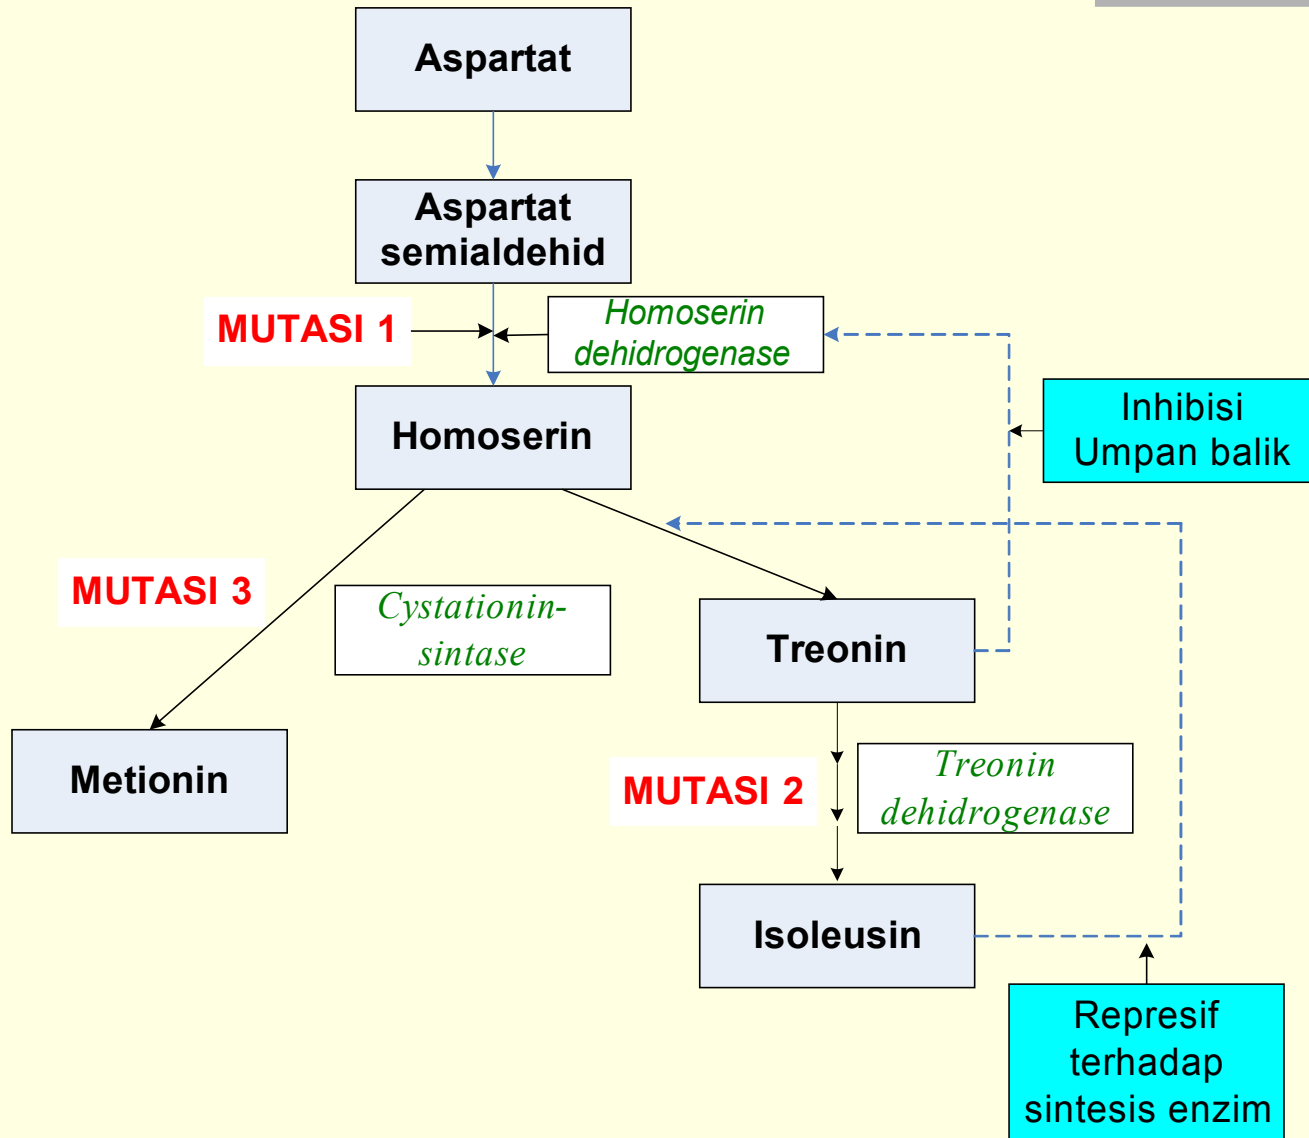 Aspartat
Aspartat
semialdehid
MUTASI 1
Homoserin
dehidrogenase
Homoserin
Inhibisi
Umpan balik
MUTASI 3
Cystationin-
sintase
Treonin
Metionin
MUTASI 2
Treonin
dehidrogenase
Isoleusin
Represif
terhadap
sintesis enzim